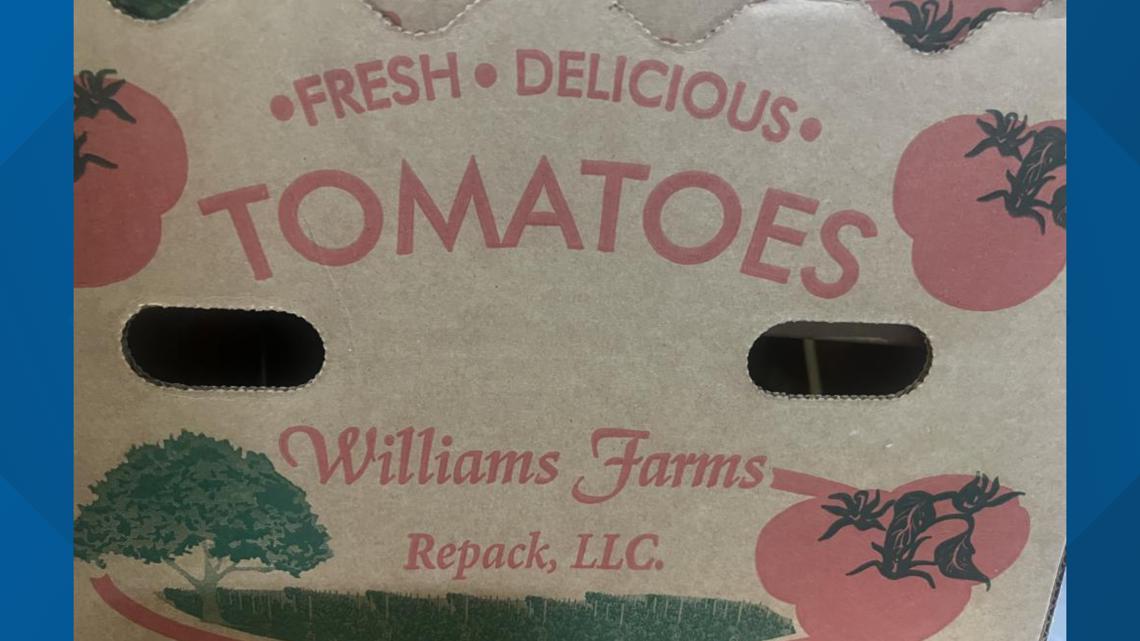 •FRESH • DELICIOUS•
TOMATOES
Williams Farms
Repack, LLC.